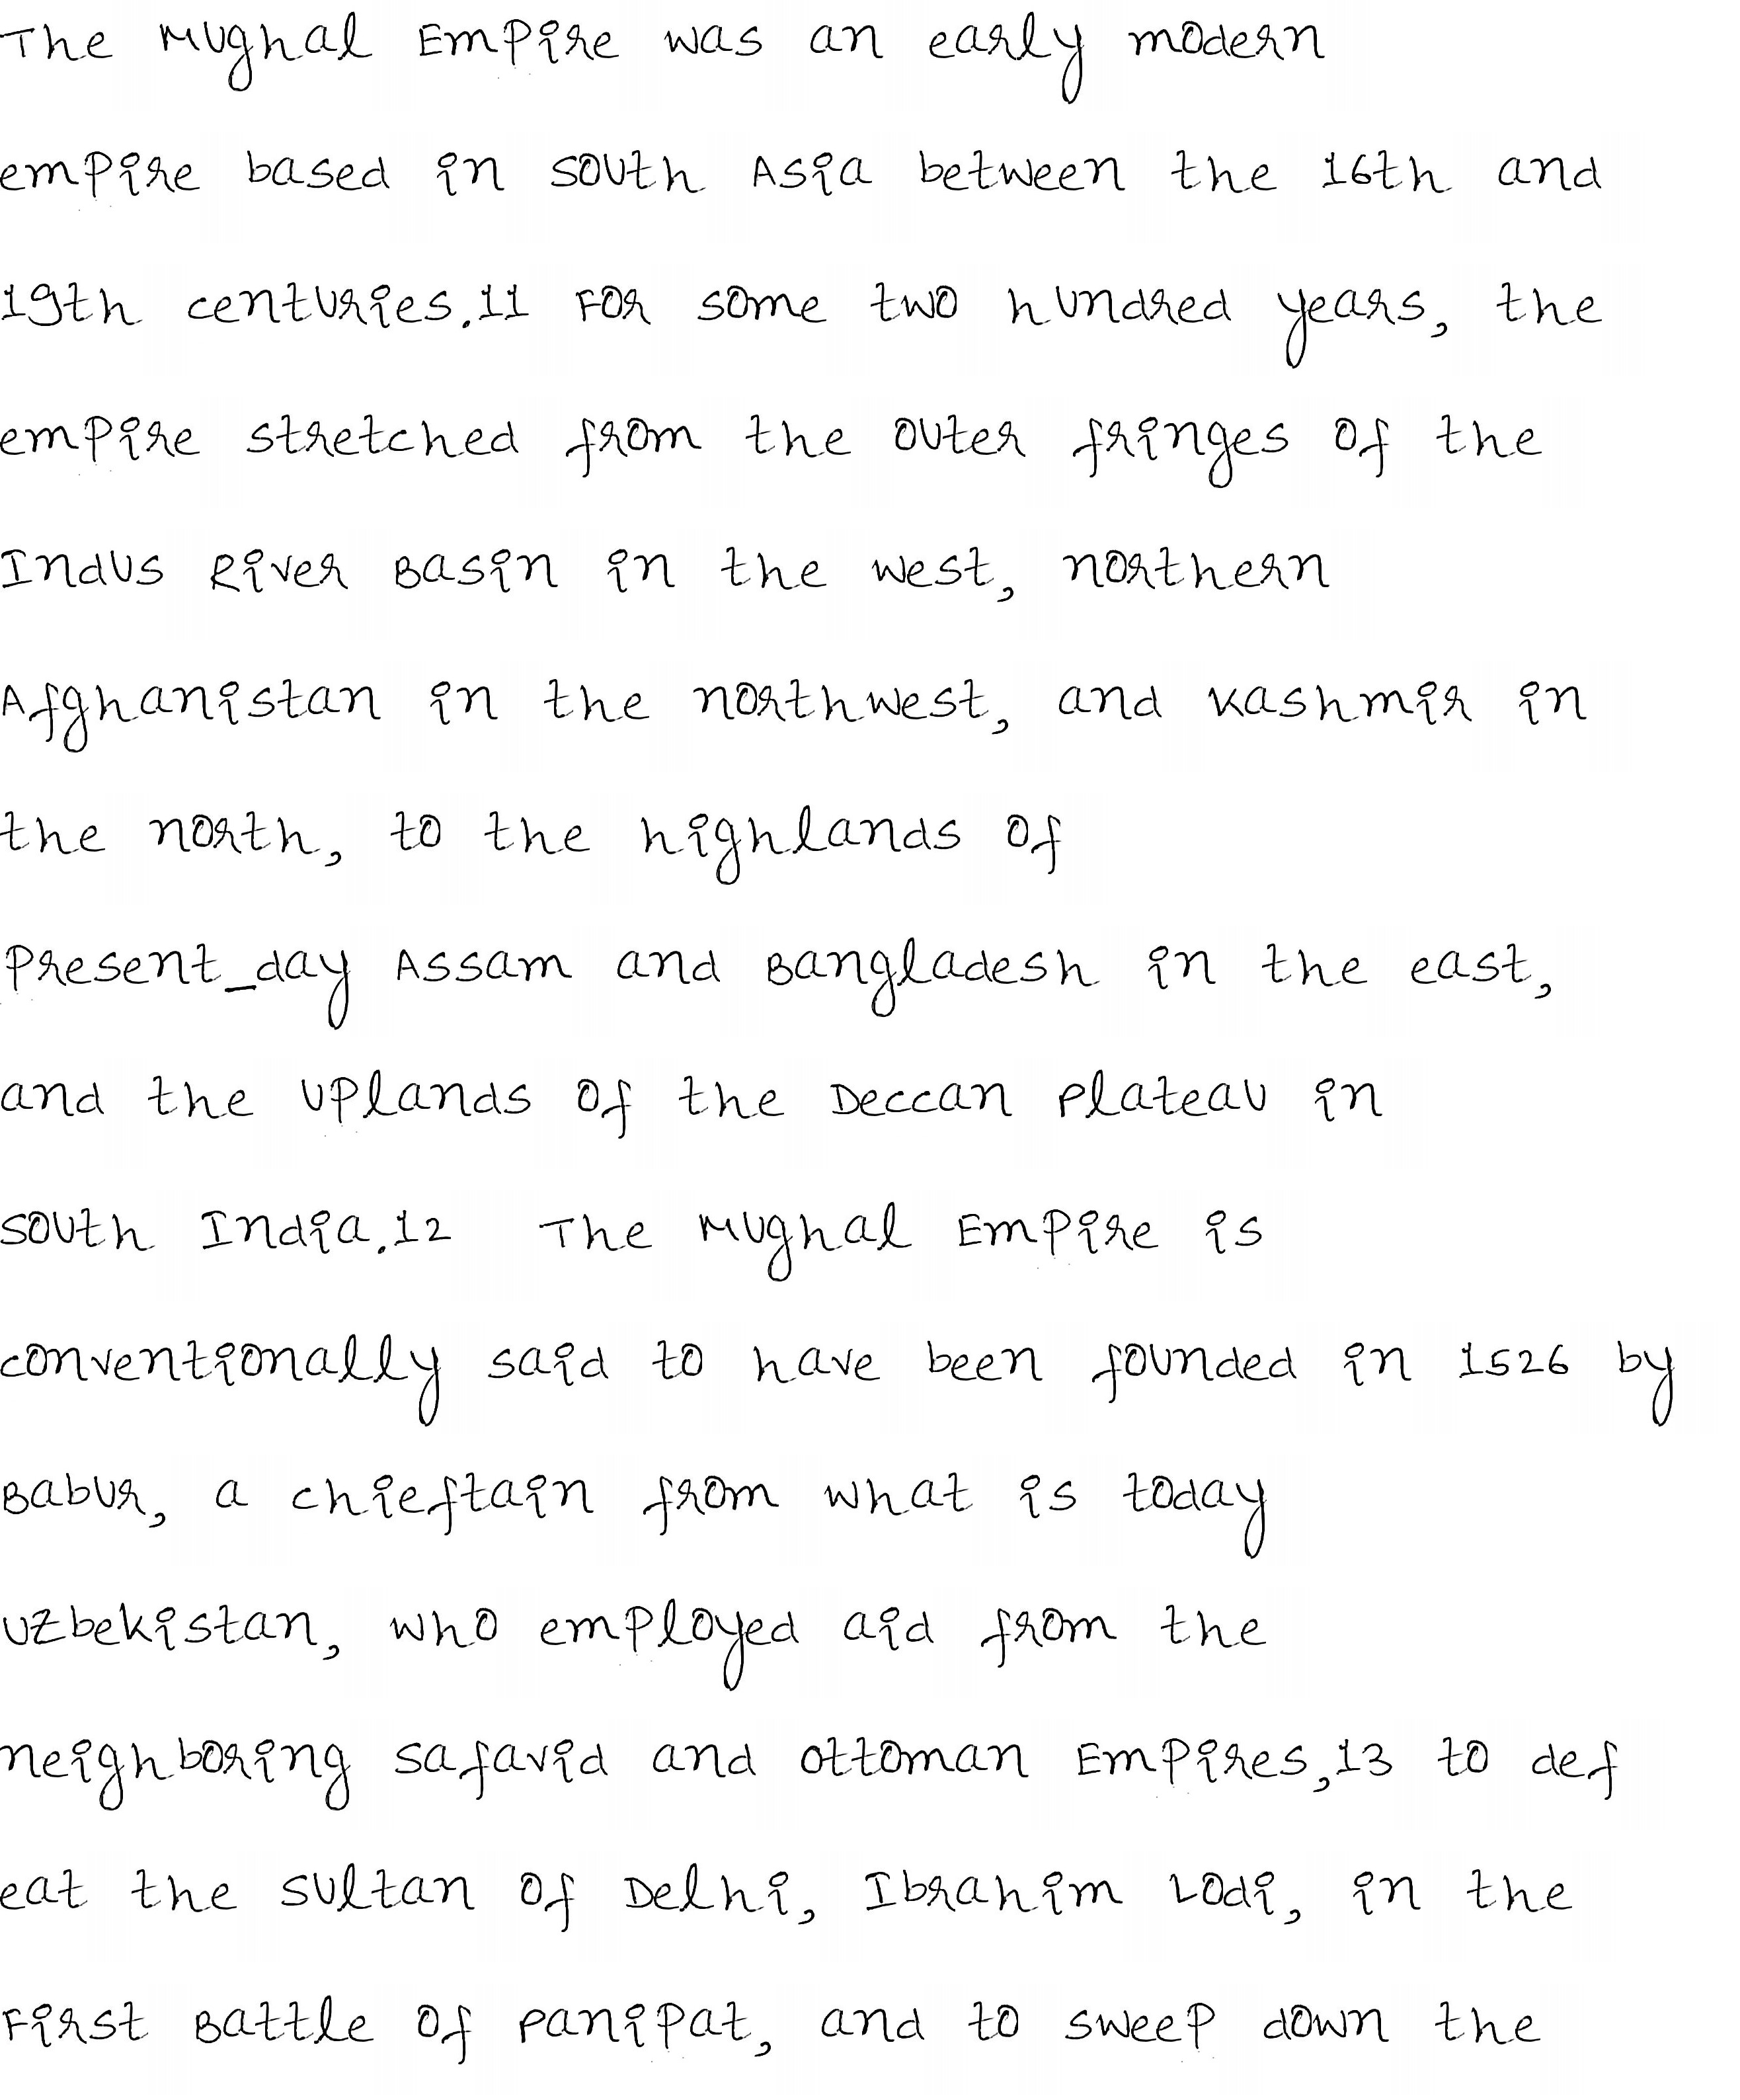 The Mughal Empire was an early modern
empire based in South Asia between the 16th and
19th centuries.11 For some two hundred years, the
empire stretched from the outer fringes of the
Indus River Basin in the west, northern
Afghanistan in the northwest, and Kashmir in
the north, to the highlands of
present_day Assam and Bangladesh in the east,
and the uplands of the Deccan Plateau in
South India.12  The Mughal Empire is
conventionally said to have been founded in 1526 by
Babur, a chieftain from what is today
Uzbekistan, who employed aid from the
neighboring Safavid and Ottoman Empires,13 to def
eat the sultan of Delhi, Ibrahim Lodi, in the
First Battle of Panipat, and to sweep down the